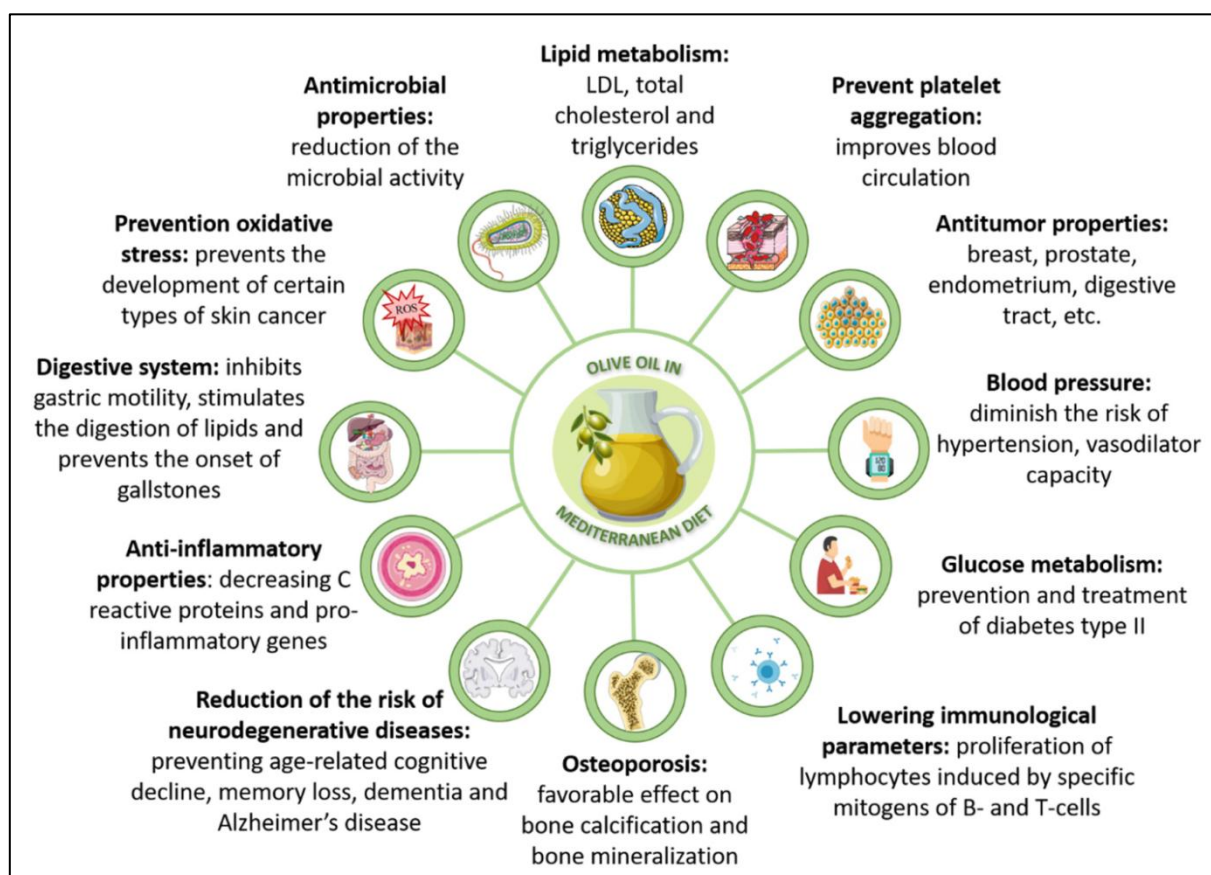 Lipid metabolism:
LDL, total
cholesterol and
triglycerides
Prevent platelet
aggregation:
improves blood
circulation
Antitumor properties:
breast, prostate,
endometrium, digestive
tract, etc.
Blood pressure:
diminish the risk of
hypertension, vasodilator
capacity
Glucose metabolism:
prevention and treatment
of diabetes type II
Lowering immunological
parameters: proliferation of
lymphocytes induced by specific
mitogens of B- and T-cells
Osteoporosis:
favorable effect on
bone calcification and
bone mineralization
Reduction of the risk of
neurodegenerative diseases:
preventing age-related cognitive
decline, memory loss, dementia and
Alzheimer’s disease
Anti-inflammatory
properties: decreasing C
reactive proteins and pro-
inflammatory genes
Digestive system: inhibits
gastric motility, stimulates
the digestion of lipids and
prevents the onset of
gallstones
Prevention oxidative
stress: prevents the
development of certain
types of skin cancer
Antimicrobial
properties:
reduction of the
microbial activity
ROS
120
80
OLIVE OIL IN
MEDITERRANEAN DIET